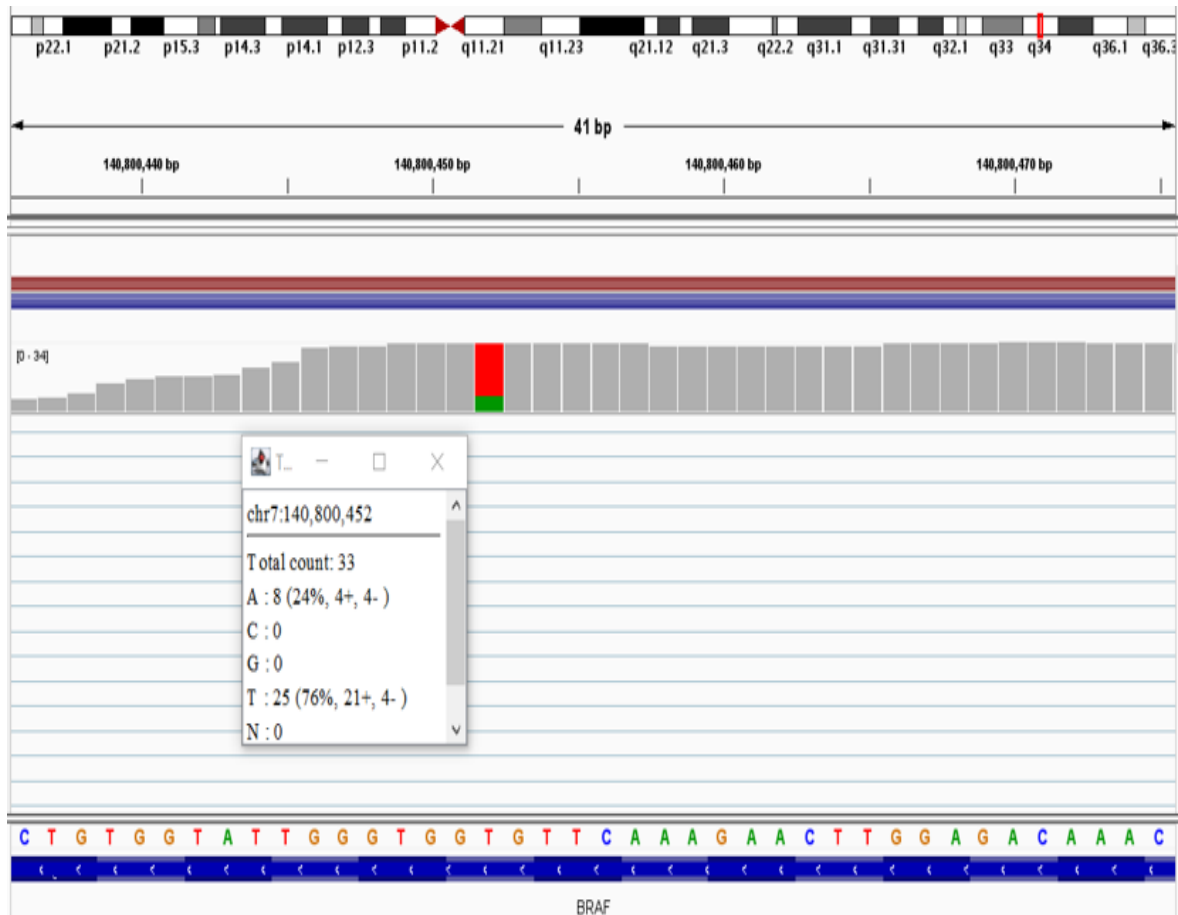 p22.1 p21.2 p15.3 p14.3 p14.1 p12.3 p11.2 q11.21 q11.23 q21.12 q21.3 q22.2 q31.1 q31.31 q32.1 q33 q34 q36.1 q36.3
41 bp
140,800,440 bp 140,800,450 bp 140,800,460 bp 140,800,470 bp
[0 - 34]
T...
chr7:140,800,452
Total count: 33
A : 8 (24%, 4+, 4- )
C : 0
G : 0
T : 25 (76%, 21+, 4- )
N : 0
C T G T G G T A T T G G G T G G T G T T C A A A G A A C T T G G A G A C A A A C
BRAF